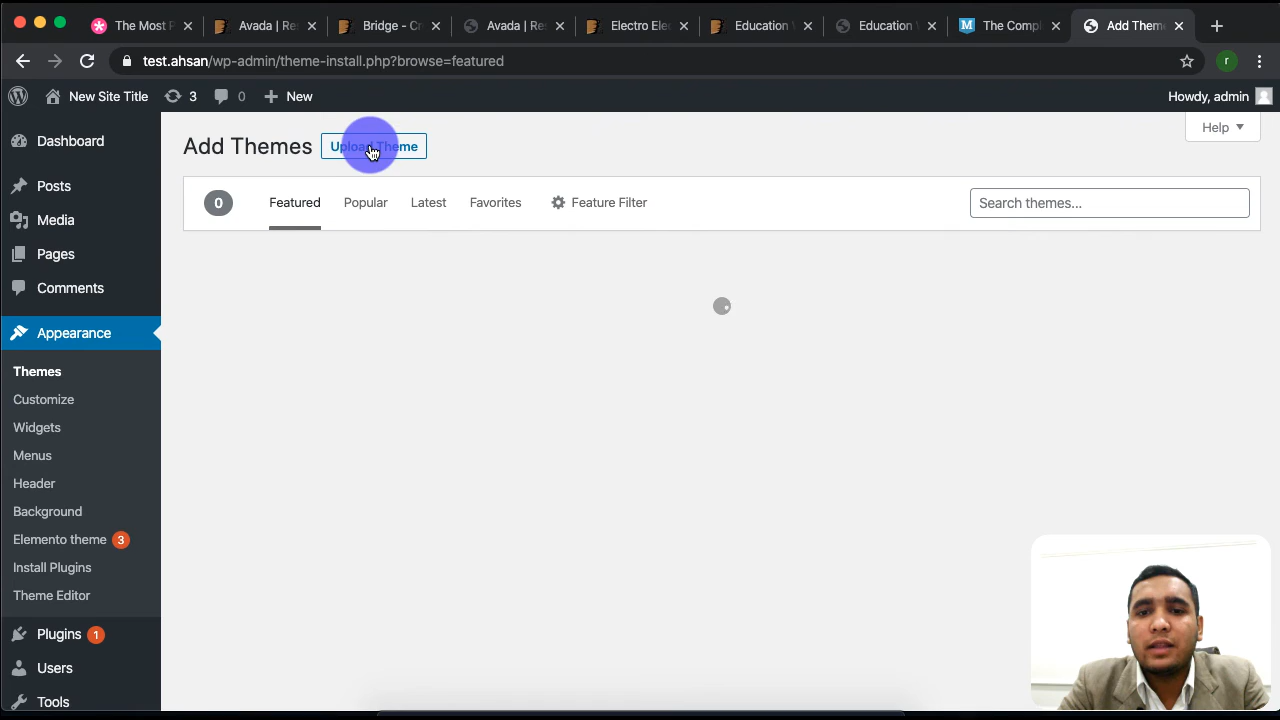 The Most P
Avada | Re
Bridge - Cr
Avada | Re
Electro Ele
Education W
Education W
The Compl
Add Them
test.ahsan/wp-admin/theme-install.php?browse=featured
r
New Site Title
3
0
New
Howdy, admin
Dashboard
Posts
Media
Pages
Comments
Appearance
Themes
Customize
Widgets
Menus
Header
Background
Elemento theme 3
Install Plugins
Theme Editor
Plugins 1
Users
Tools
Help
Add Themes
Upload Theme
0
Featured
Popular
Latest
Favorites
Feature Filter
Search themes...